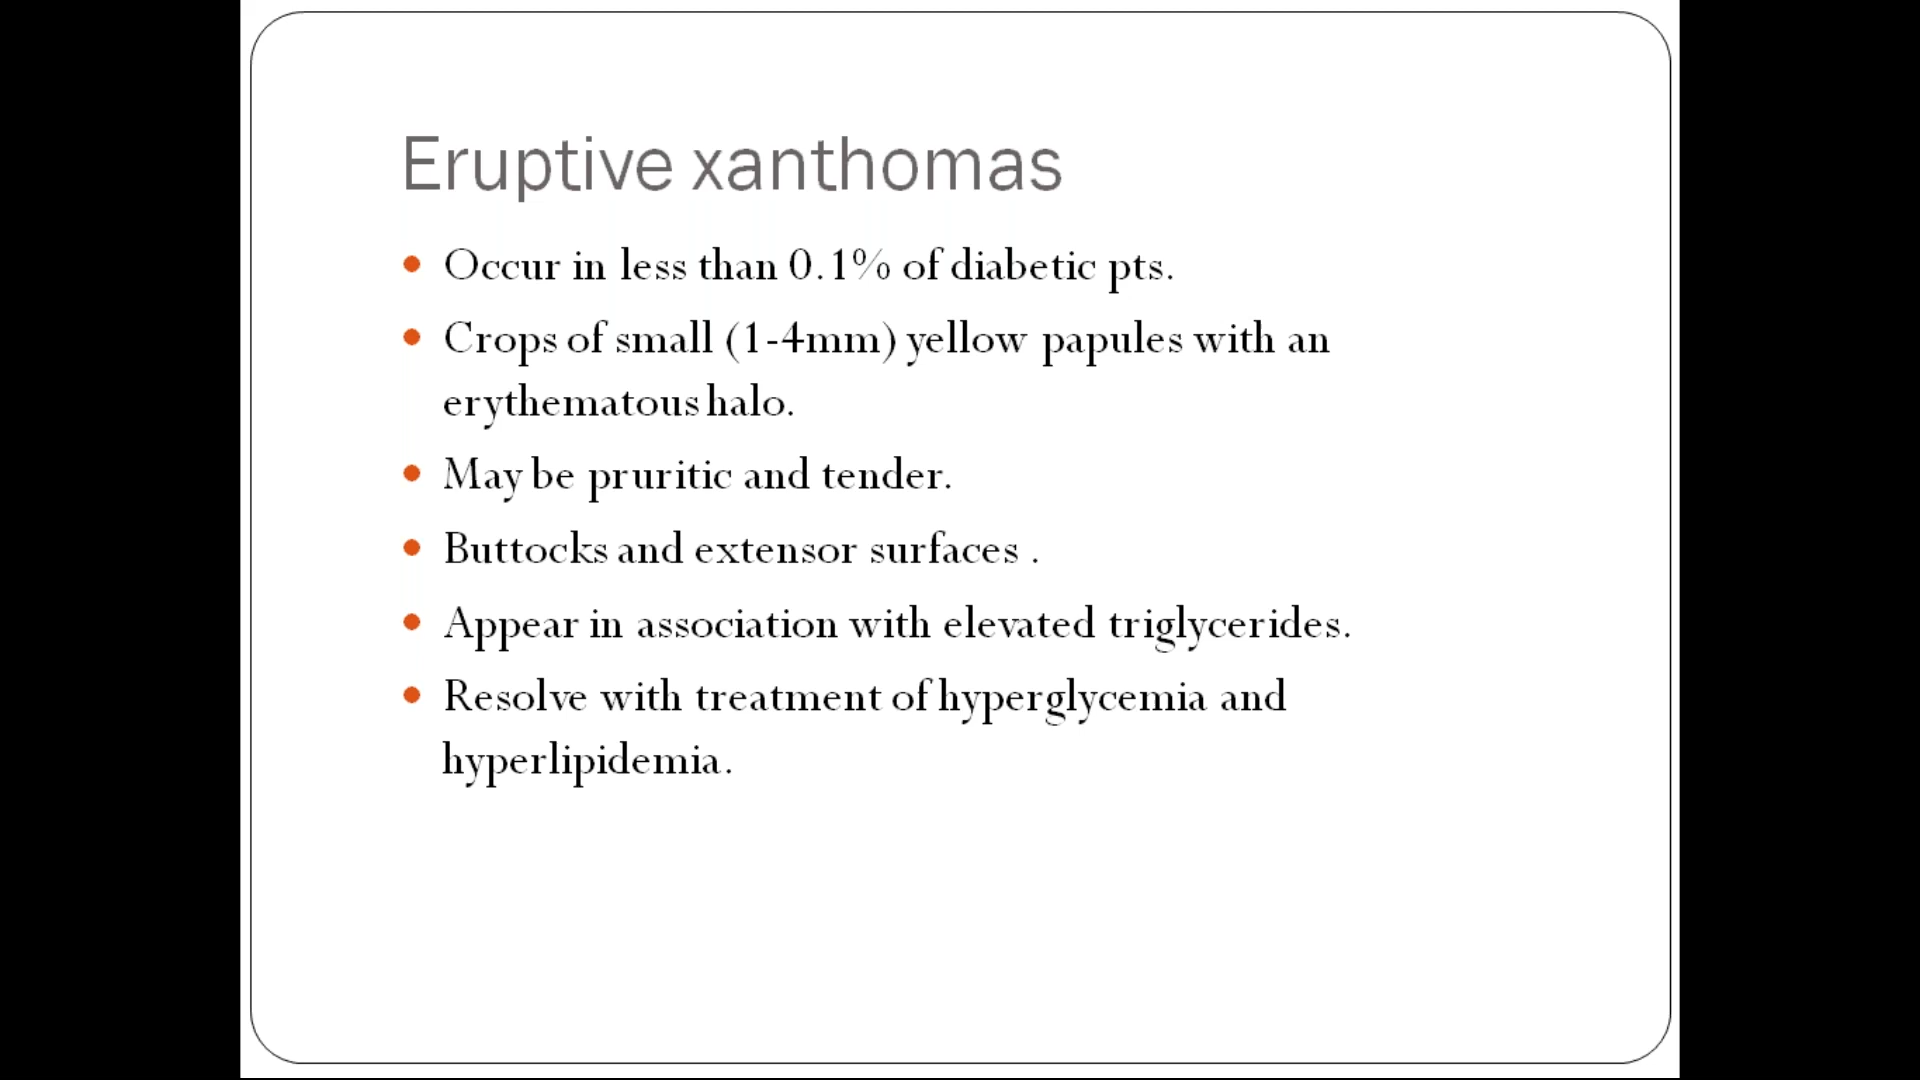 Eruptive xanthomas
• Occur in less than 0.1% of diabetic pts.
• Crops of small (1-4mm) yellow papules with an
erythematous halo.
• May be pruritic and tender.
• Buttocks and extensor surfaces .
• Appear in association with elevated triglycerides.
• Resolve with treatment of hyperglycemia and
hyperlipidemia.